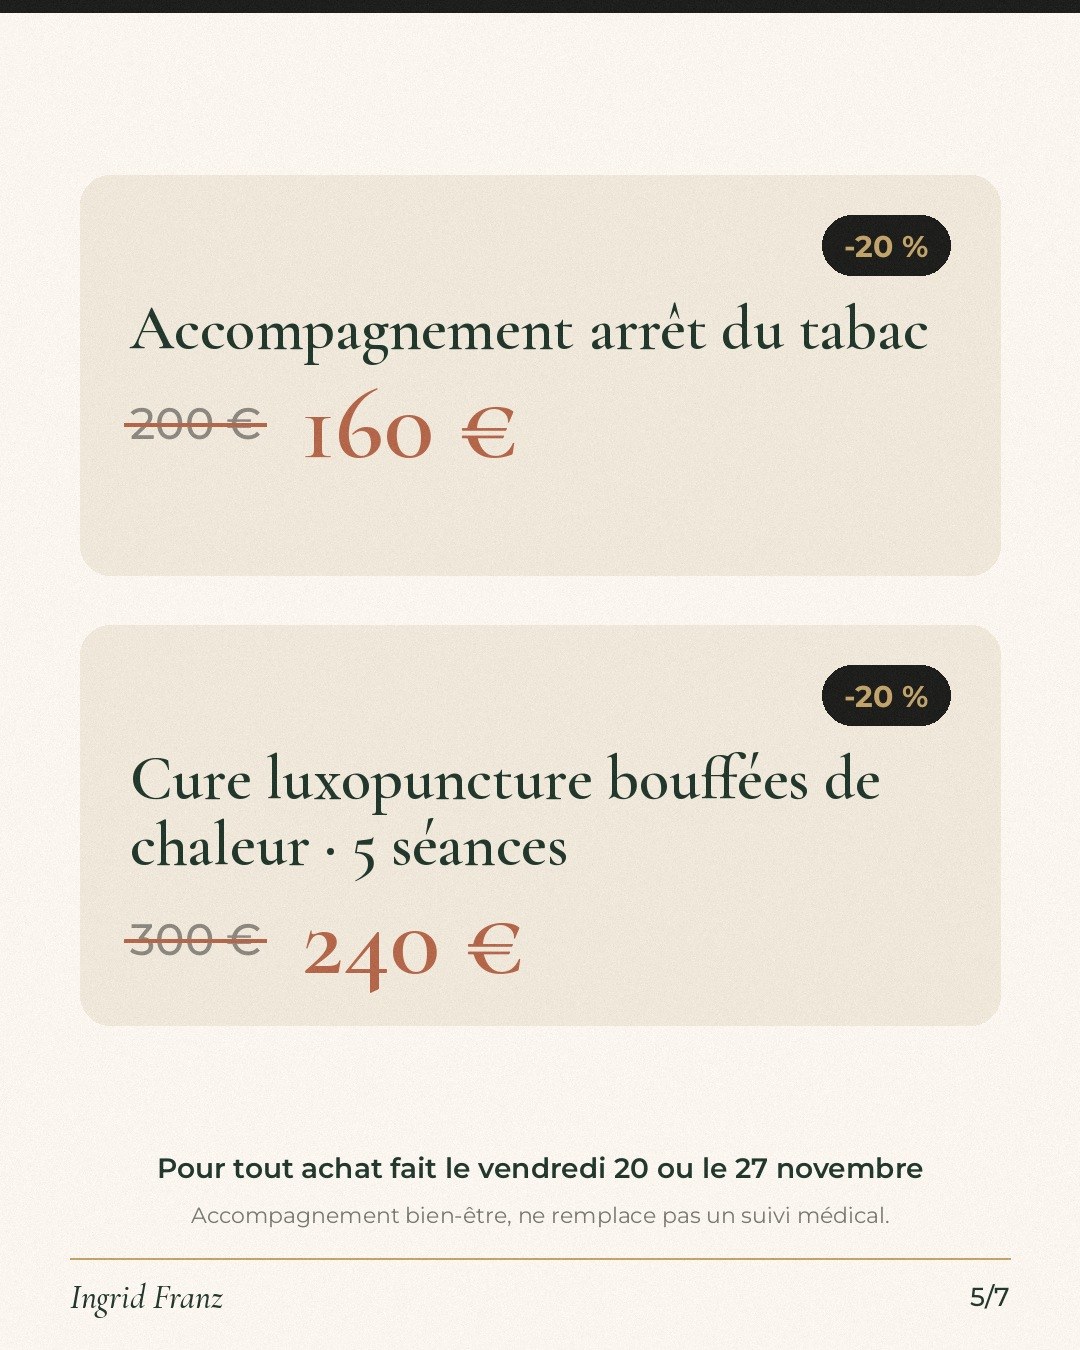 -20 %
Accompagnement arrêt du tabac
200 € 160 €
-20 %
Cure luxopuncture bouffées de
chaleur · 5 séances
300 € 240 €
Pour tout achat fait le vendredi 20 ou le 27 novembre
Accompagnement bien-être, ne remplace pas un suivi médical.
Ingrid Franz
5/7